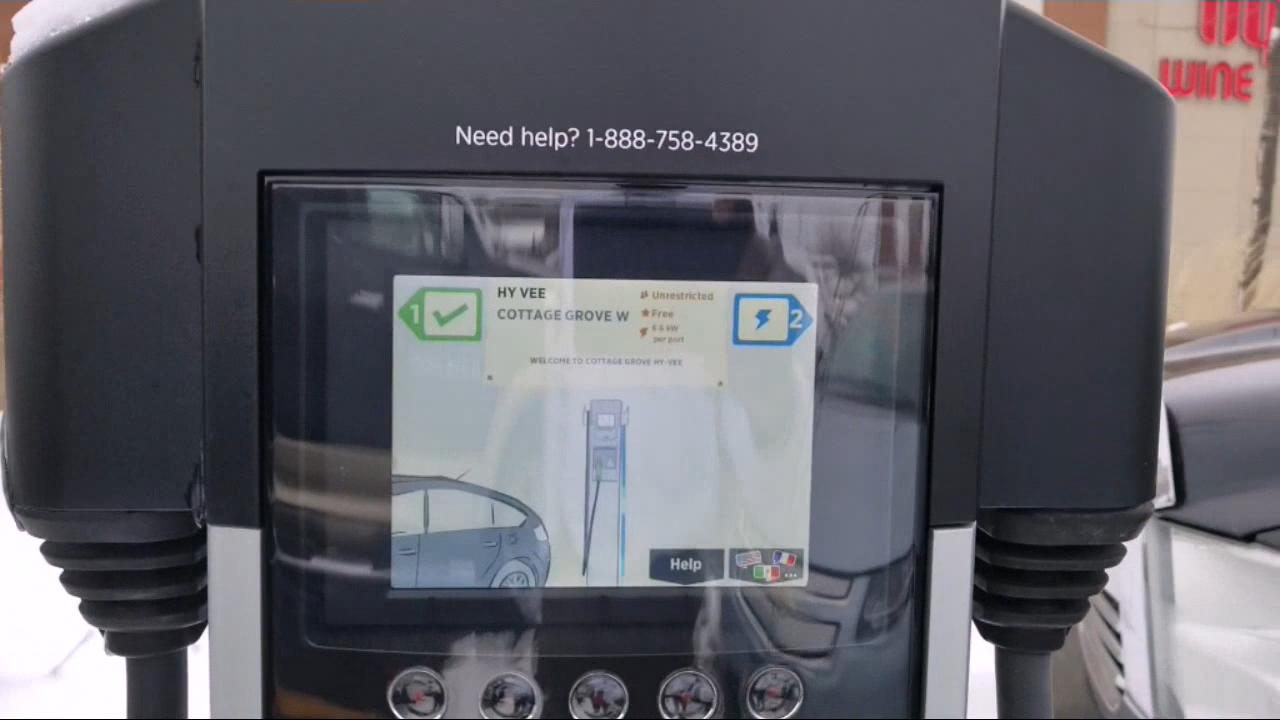 WINE
Need help? 1-888-758-4389
1
HY VEE
COTTAGE GROVE W
Unrestricted
Free
6.6 kW
per port
2
WELCOME TO COTTAGE GROVE HY-VEE
Help
...